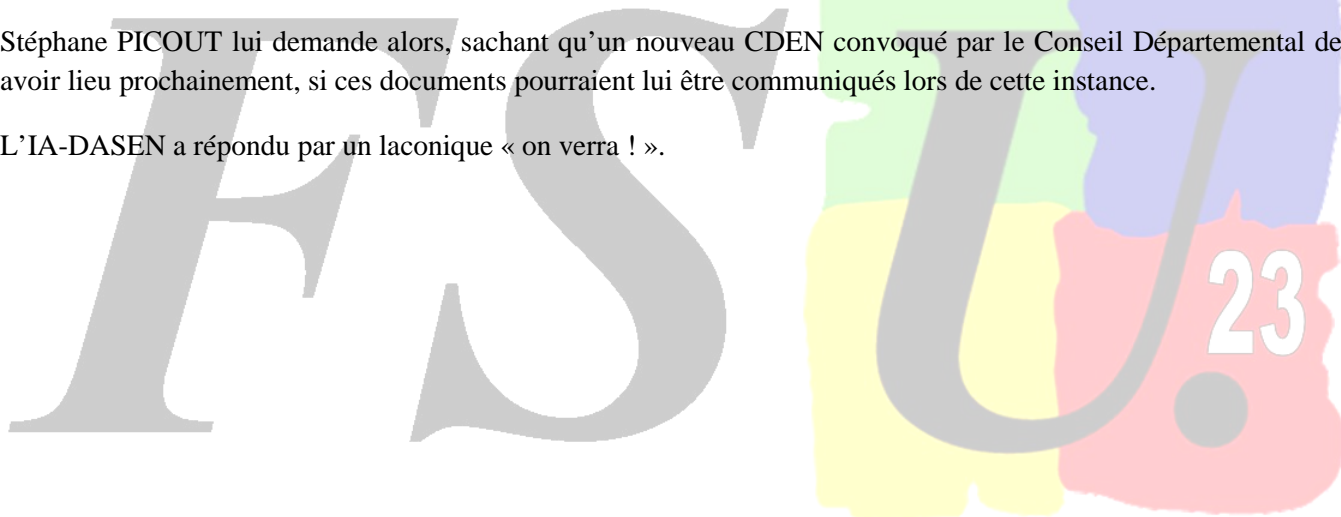 Stéphane PICOUT lui demande alors, sachant qu’un nouveau CDEN convoqué par le Conseil Départemental de
avoir lieu prochainement, si ces documents pourraient lui être communiqués lors de cette instance.
L’IA-DASEN a répondu par un laconique « on verra ! ».
FSU.
23